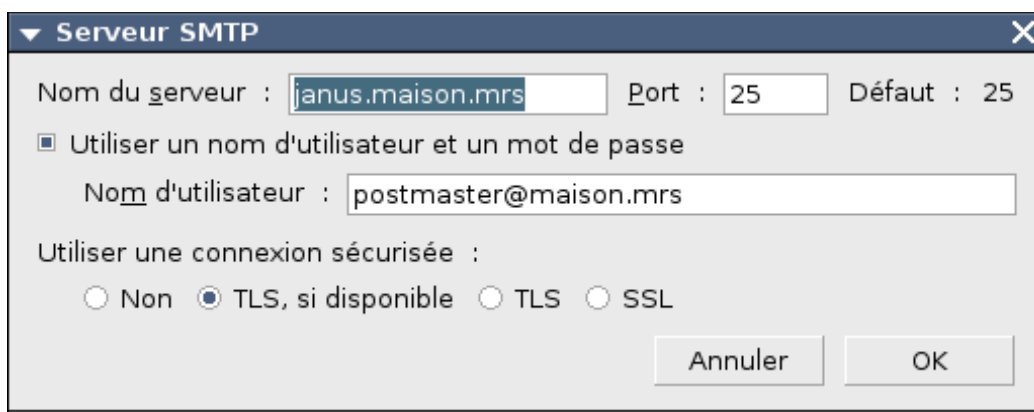 Serveur SMTP
Nom du serveur : janus.maison.mrs Port : 25 Défaut : 25
Utiliser un nom d'utilisateur et un mot de passe
Nom d'utilisateur : postmaster@maison.mrs
Utiliser une connexion sécurisée :
Non TLS, si disponible TLS SSL
Annuler OK